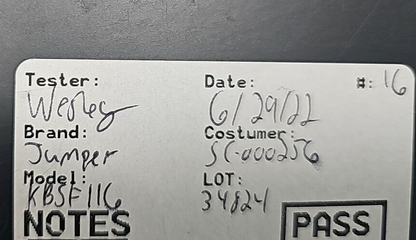 Tester: Date: #: 16
Wesley 6/29/22
Brand: Costumer:
Jumper SC-000256
Model: LOT:
KBSF116 34824
NOTES PASS